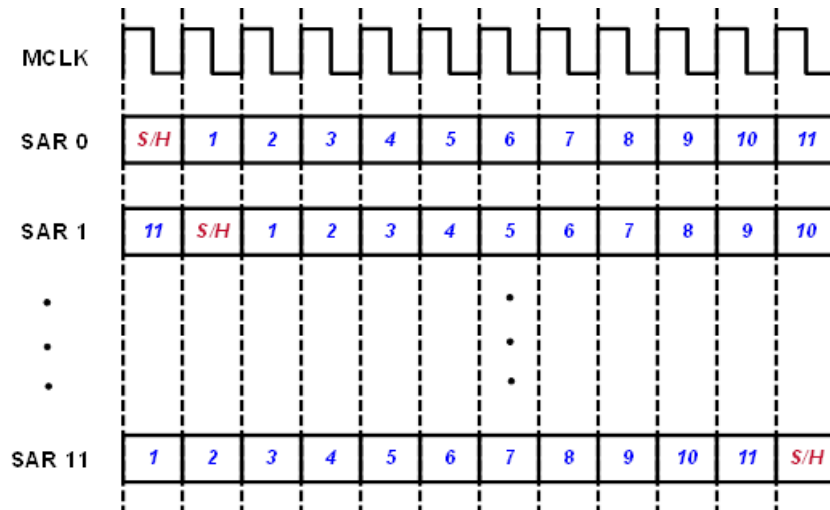 MCLK
SAR 0 S/H 1 2 3 4 5 6 7 8 9 10 11
SAR 1 11 S/H 1 2 3 4 5 6 7 8 9 10
SAR 11 1 2 3 4 5 6 7 8 9 10 11 S/H